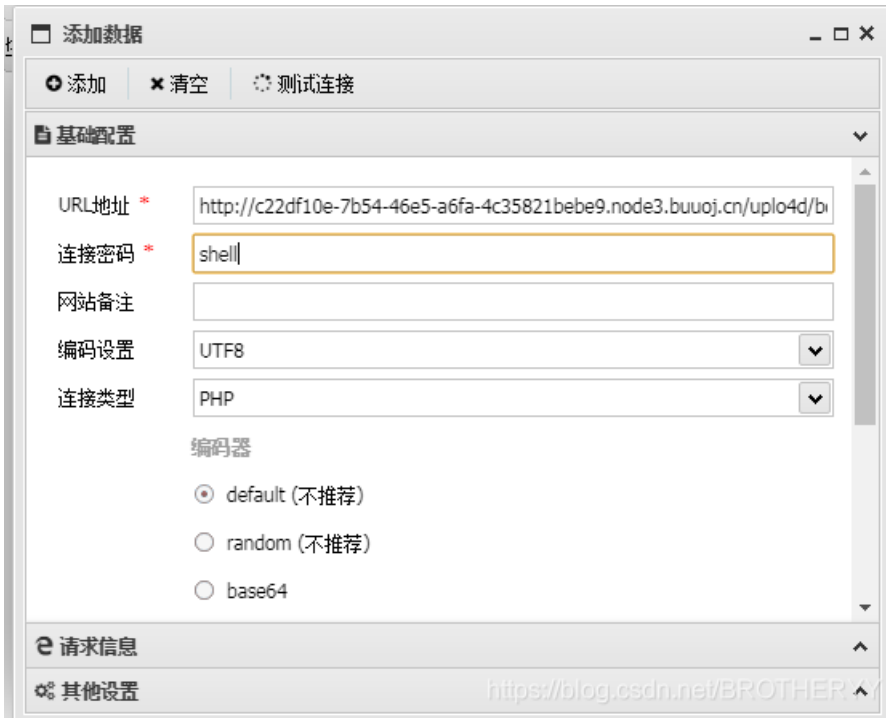 添加数据
添加 清空 测试连接
基础配置
URL地址 * http://c22df10e-7b54-46e5-a6fa-4c35821bebe9.node3.buuoj.cn/uplo4d/b
连接密码 * shell
网站备注
编码设置 UTF8
连接类型 PHP
编码器
default (不推荐)
random (不推荐)
base64
请求信息
其他设置
https://blog.csdn.net/BROTHERXY